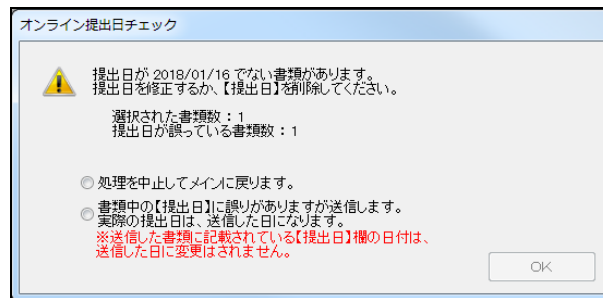 オンライン提出日チェック
提出日が 2018/01/16 でない書類があります。
提出日を修正するか、【提出日】を削除してください。
選択された書類数：1
提出日が誤っている書類数：1
処理を中止してメインに戻ります。
書類中の【提出日】に誤りがありますが送信します。
実際の提出日は、送信した日になります。
※送信した書類に記載されている【提出日】欄の日付は、
送信した日に変更はされません。
OK